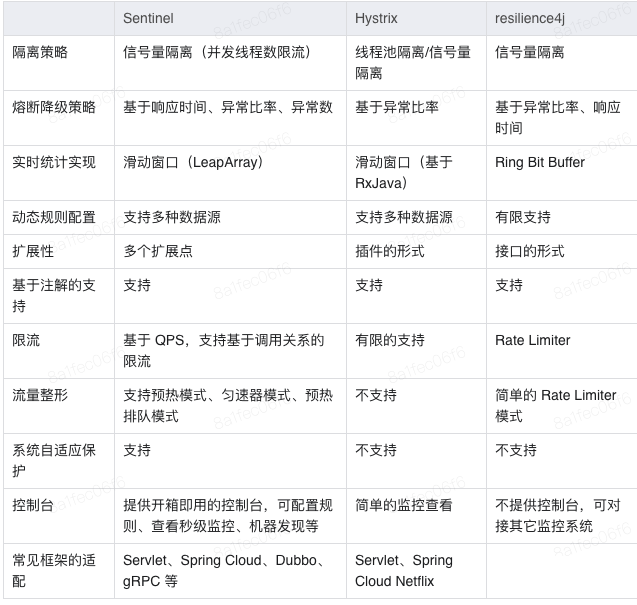 Sentinel Hystrix resilience4j
隔离策略 信号量隔离（并发线程数限流） 线程池隔离/信号量 信号量隔离
隔离
熔断降级策略 基于响应时间、异常比率、异常数 基于异常比率 基于异常比率、响应
时间
实时统计实现 滑动窗口（LeapArray） 滑动窗口（基于 Ring Bit Buffer
RxJava）
动态规则配置 支持多种数据源 支持多种数据源 有限支持
扩展性 多个扩展点 插件的形式 接口的形式
基于注解的支 支持 支持 支持
持
限流 基于 QPS，支持基于调用关系的 有限的支持 Rate Limiter
限流
流量整形 支持预热模式、匀速器模式、预热 不支持 简单的 Rate Limiter
排队模式 模式
系统自适应保 支持 不支持 不支持
护
控制台 提供开箱即用的控制台，可配置规 简单的监控查看 不提供控制台，可对
则、查看秒级监控、机器发现等 接其它监控系统
常见框架的适 Servlet、Spring Cloud、Dubbo、 Servlet、Spring
配 gRPC 等 Cloud Netflix
8a1fec06f6